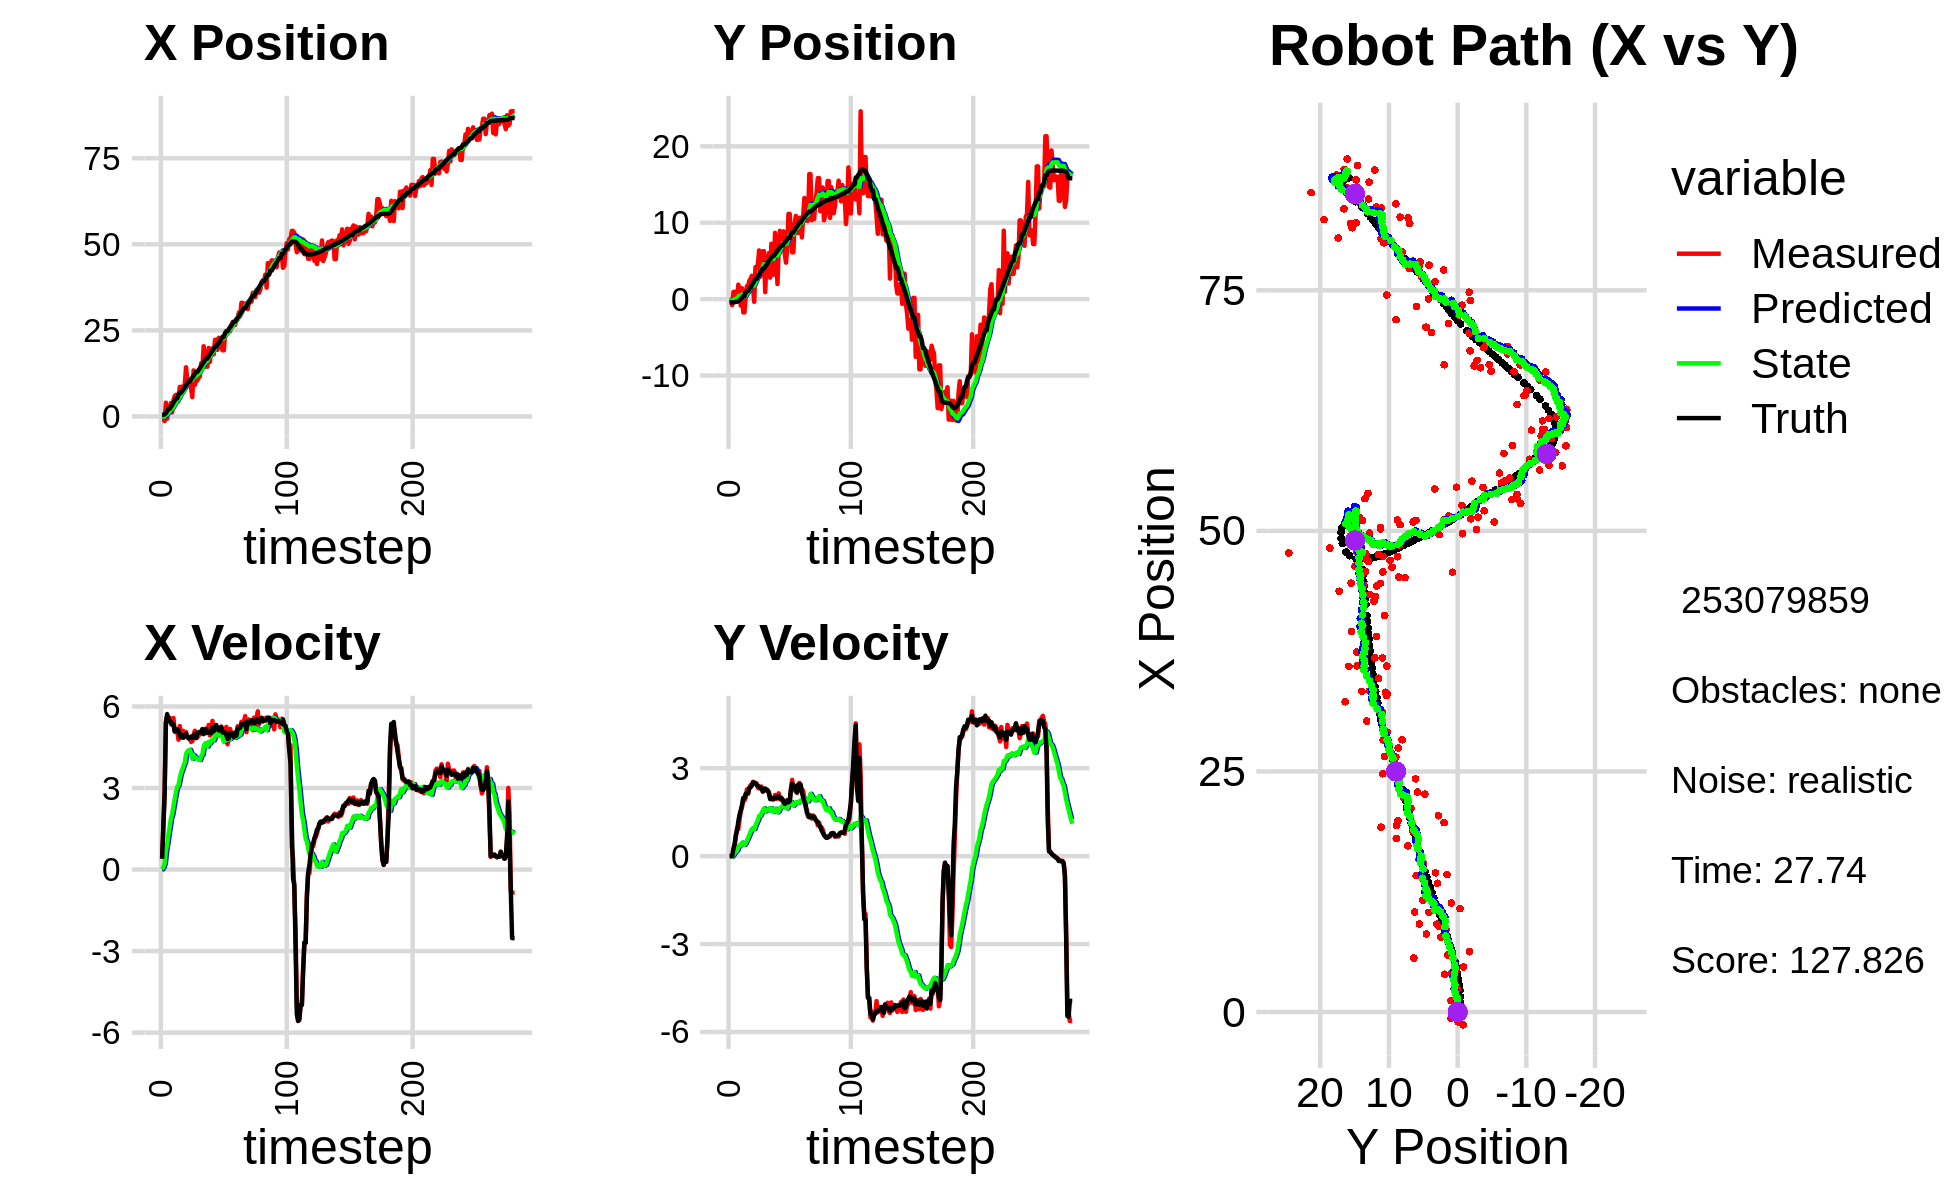 X Position
75
50
25
0
0
100
200
timestep
Y Position
20
10
0
-10
0
100
200
timestep
X Velocity
6
3
0
-3
-6
0
100
200
timestep
Y Velocity
3
0
-3
-6
0
100
200
timestep
Robot Path (X vs Y)
X Position
75
50
25
0
20 10 0 -10 -20
Y Position
variable
Measured
Predicted
State
Truth
253079859
Obstacles: none
Noise: realistic
Time: 27.74
Score: 127.826